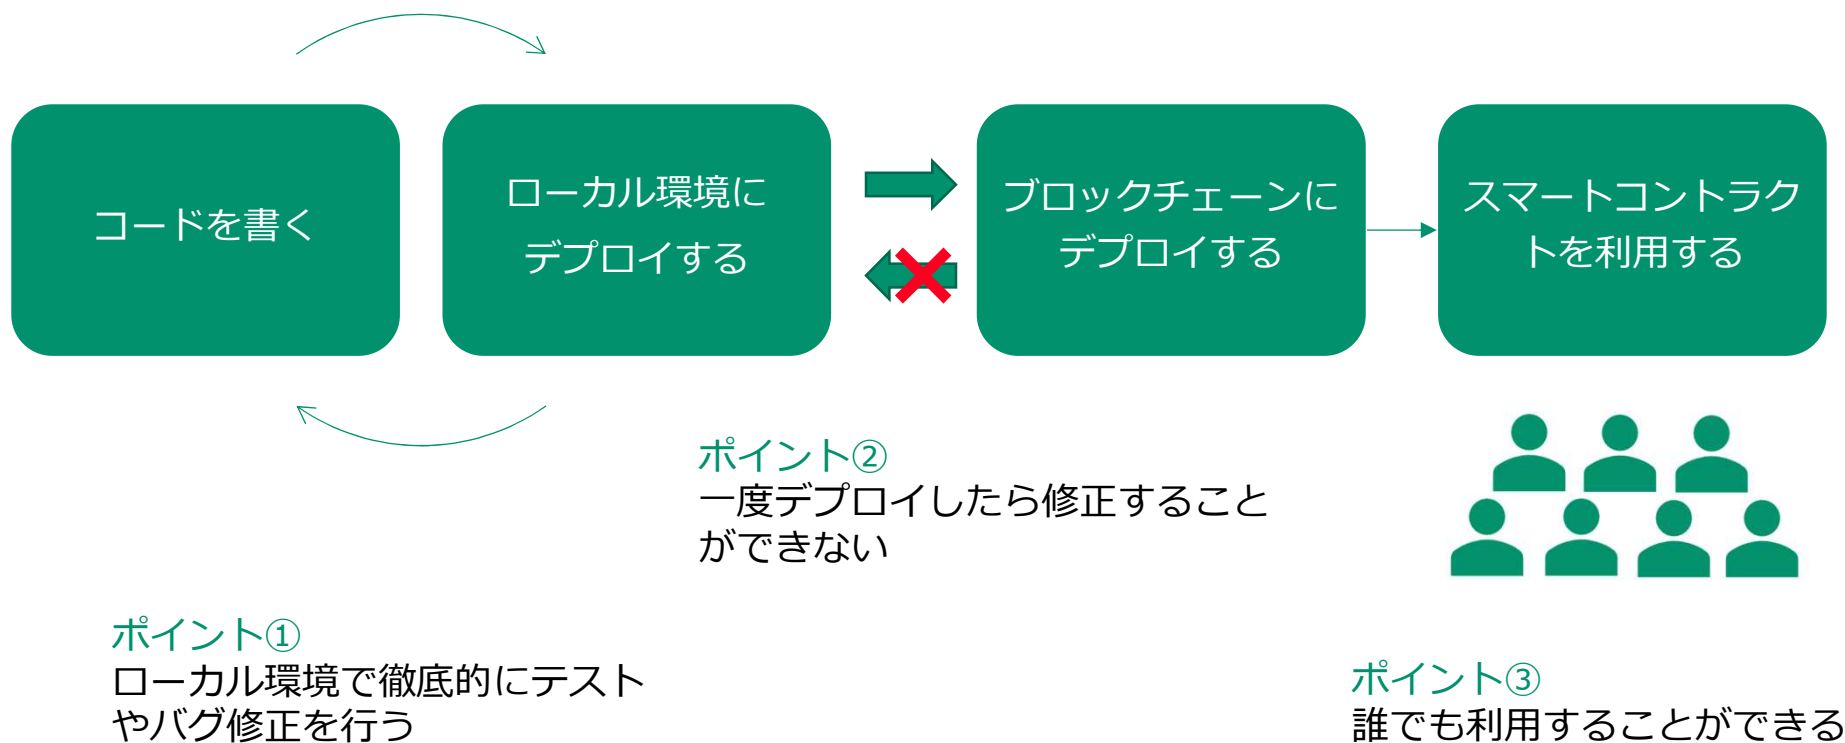 コードを書く
ローカル環境に
デプロイする
ブロックチェーンに
デプロイする
スマートコントラク
トを利用する
ポイント②
一度デプロイしたら修正すること
ができない
ポイント①
ローカル環境で徹底的にテスト
やバグ修正を行う
ポイント③
誰でも利用することができる